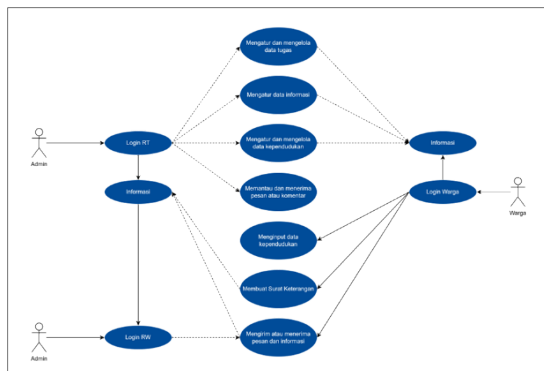 Mengatur dan mengelola
data tugas
Mengatur data informasi
Mengatur dan mengelola
data kependudukan
Memantau dan menerima
pesan atau komentar
Menginput data
kependudukan
Membuat Surat Keterangan
Mengirim atau menerima
pesan dan informasi
Admin
Login RT
Informasi
Admin
Login RW
Informasi
Login Warga
Warga